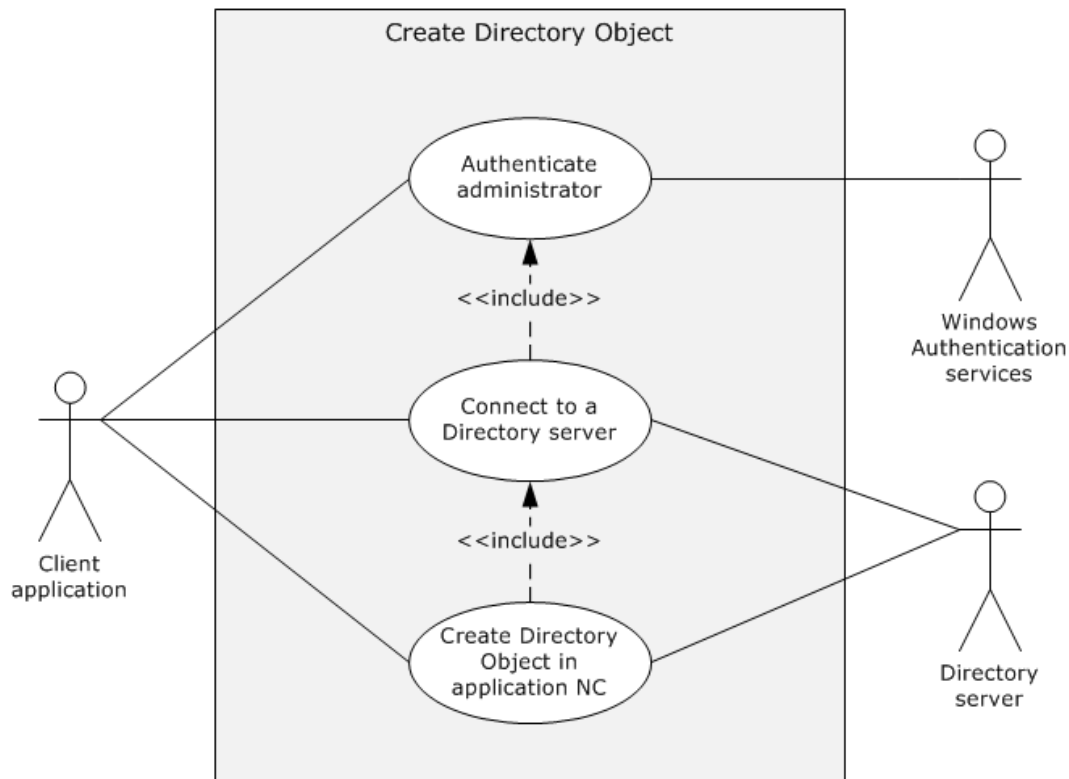 Create Directory Object
Authenticate
administrator
<<include>>
Windows
Authentication
services
Connect to a
Directory server
<<include>>
Client
application
Create Directory
Object in
application NC
Directory
server